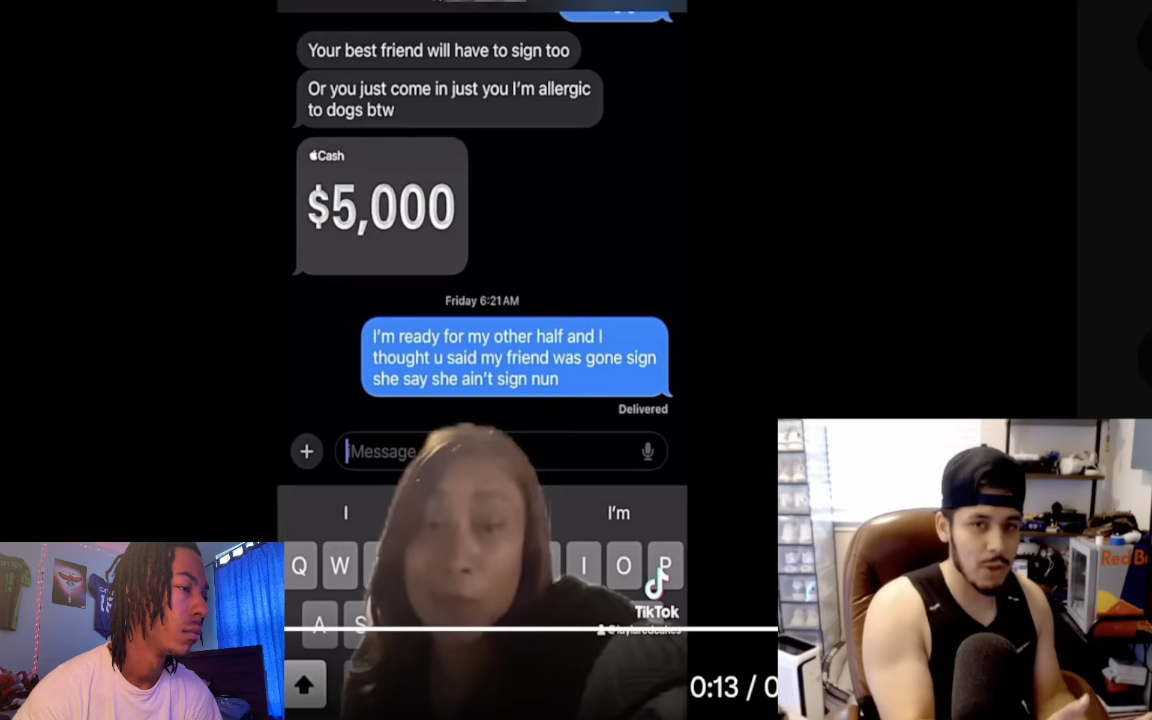 Your best friend will have to sign too
Or you just come in just you I'm allergic
to dogs btw
Cash
$5,000
Friday 6:21 AM
I'm ready for my other half and I
thought u said my friend was gone sign
she say she ain't sign nun
Delivered
iMessage
I
I'm
Q W I O P
A S
TikTok
Red B
0:13 / 0